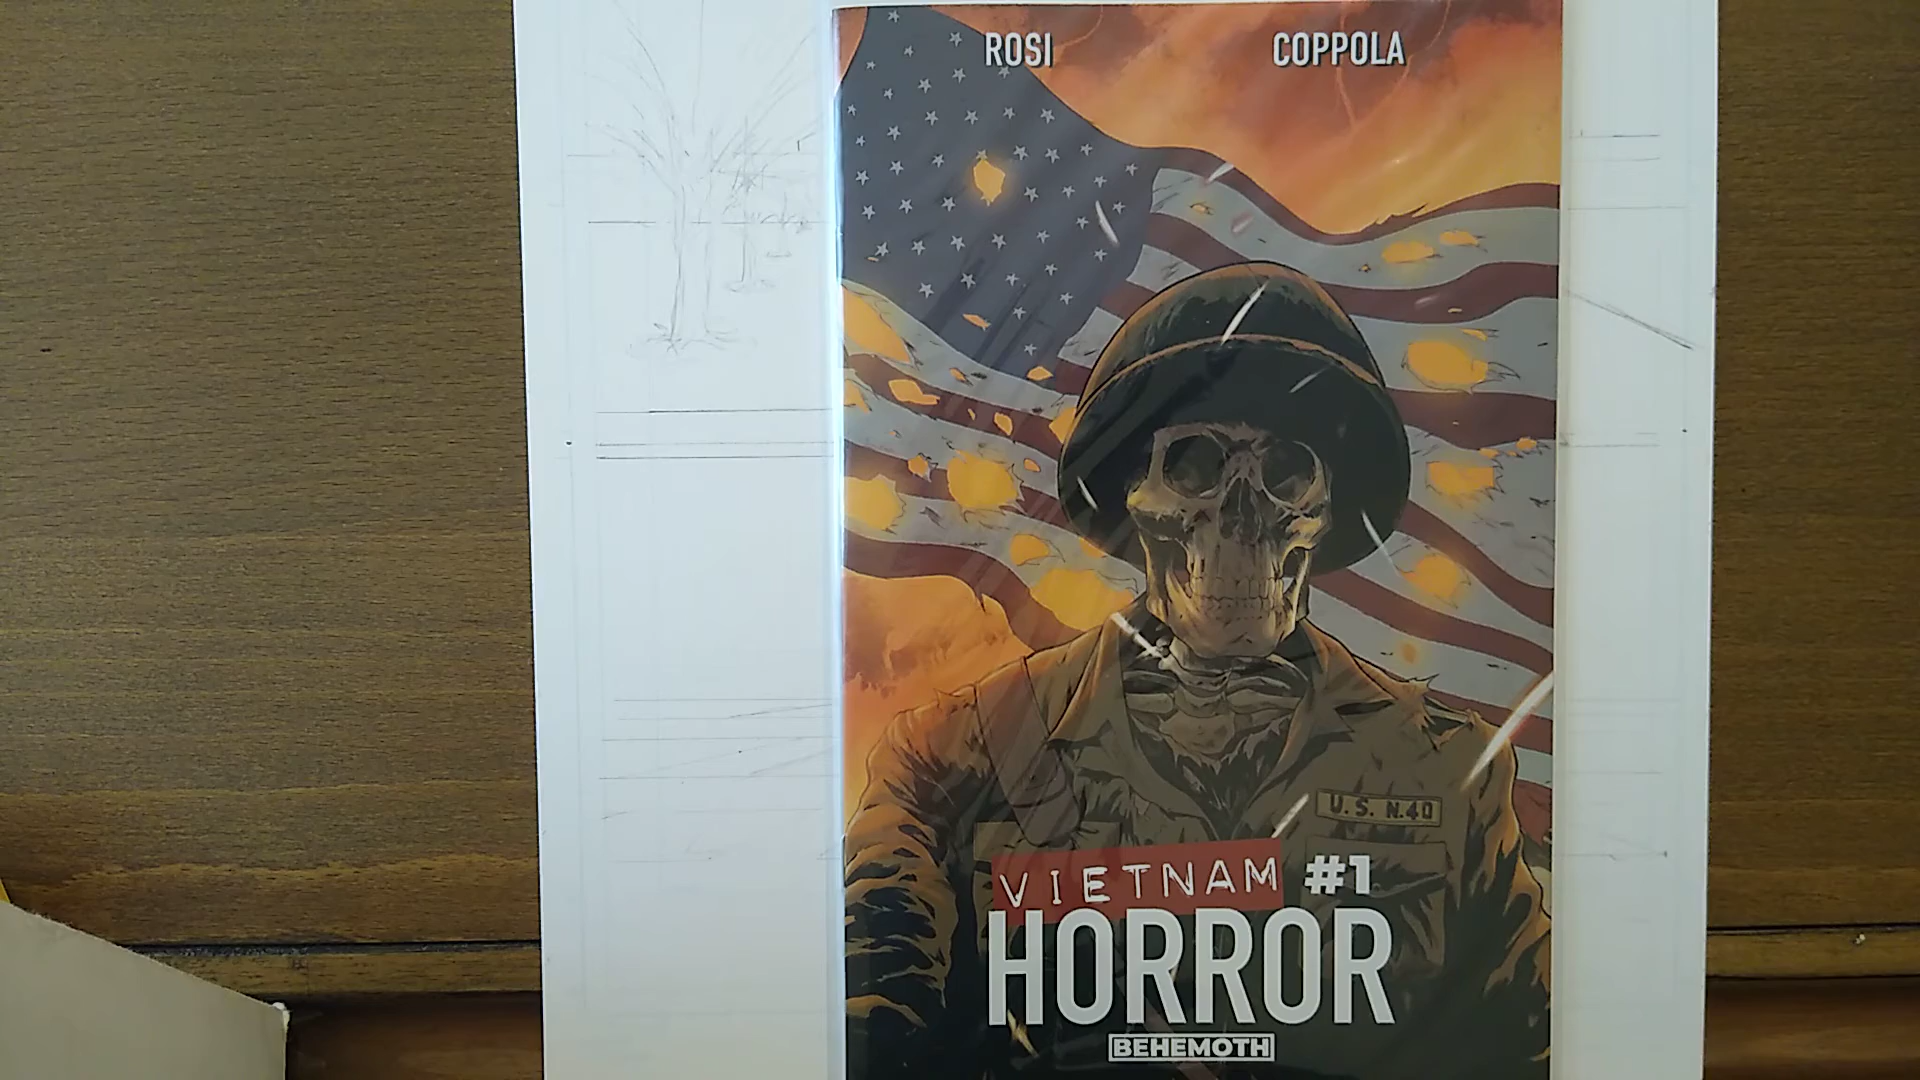 ROSI COPPOLA
U. S. N.40
VIETNAM #1
HORROR
BEHEMOTH